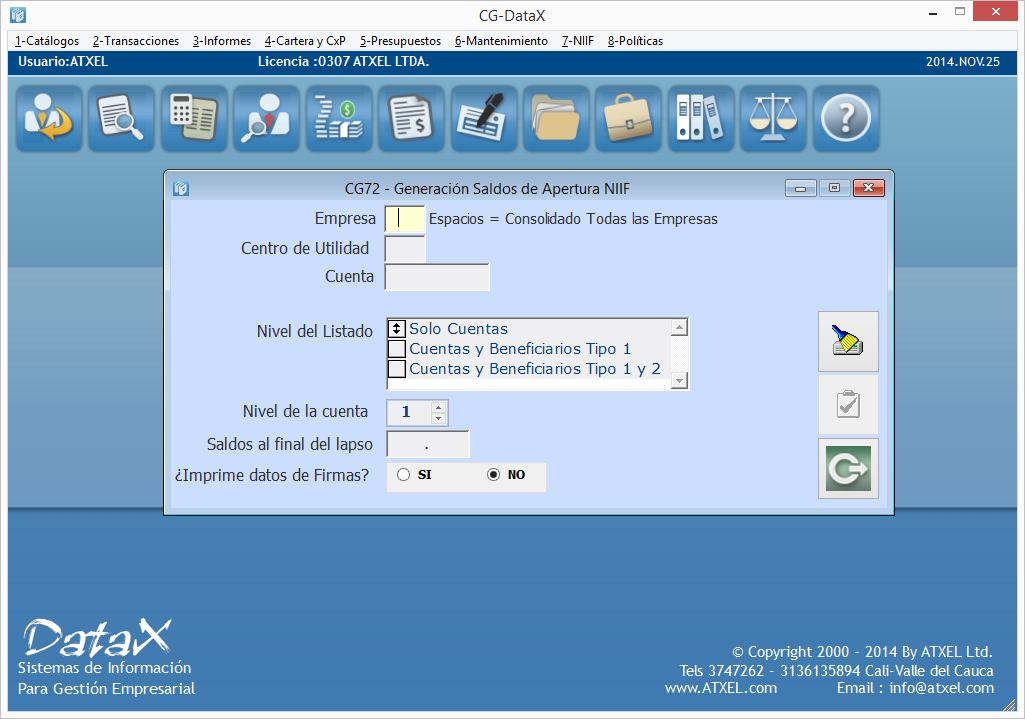 CG-DataX
1-Catálogos 2-Transacciones 3-Informes 4-Cartera y CxP 5-Presupuestos 6-Mantenimiento 7-NIIF 8-Políticas
Usuario:ATXEL Licencia :0307 ATXEL LTDA. 2014.NOV.25
CG72 - Generación Saldos de Apertura NIIF
Empresa Espacios = Consolidado Todas las Empresas
Centro de Utilidad
Cuenta
Nivel del Listado Solo Cuentas
Cuentas y Beneficiarios Tipo 1
Cuentas y Beneficiarios Tipo 1 y 2
Nivel de la cuenta 1
Saldos al final del lapso .
¿Imprime datos de Firmas? SI NO
DataX
Sistemas de Información
Para Gestión Empresarial
© Copyright 2000 - 2014 By ATXEL Ltd.
Tels 3747262 - 3136135894 Cali-Valle del Cauca
www.ATXEL.com Email : info@atxel.com